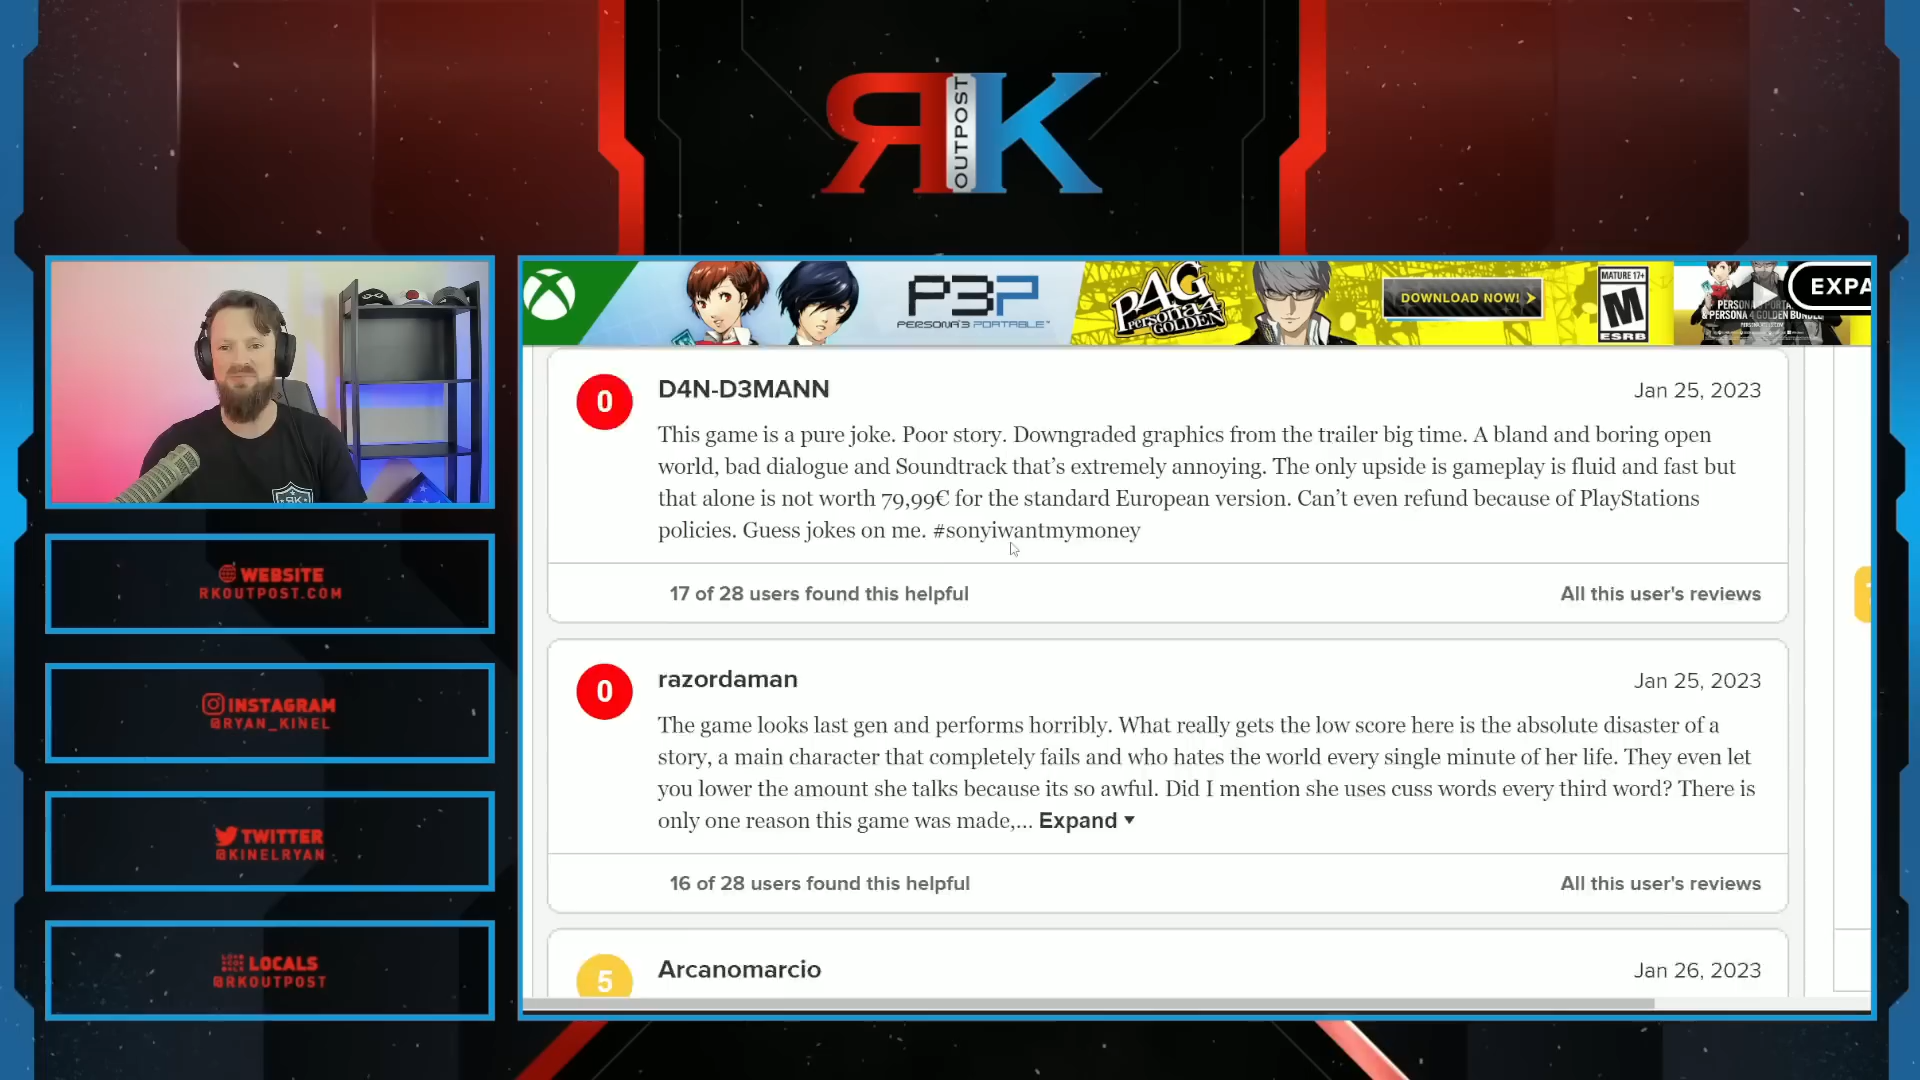 RK
OUTPOST
P3P
PERSONA3 PORTABLE
P4G
Persona4
GOLDEN
DOWNLOAD NOW!
MATURE 17+
M
ESRB
PERSONA 3 PORTA
& PERSONA 4 GOLDEN BUNDLE
EXPA
0
D4N-D3MANN
Jan 25, 2023
This game is a pure joke. Poor story. Downgraded graphics from the trailer big time. A bland and boring open
world, bad dialogue and Soundtrack that’s extremely annoying. The only upside is gameplay is fluid and fast but
that alone is not worth 79,99€ for the standard European version. Can’t even refund because of PlayStations
policies. Guess jokes on me. #sonyiwantmymoney
17 of 28 users found this helpful
All this user's reviews
0
razordaman
Jan 25, 2023
The game looks last gen and performs horribly. What really gets the low score here is the absolute disaster of a
story, a main character that completely fails and who hates the world every single minute of her life. They even let
you lower the amount she talks because its so awful. Did I mention she uses cuss words every third word? There is
only one reason this game was made,... Expand
16 of 28 users found this helpful
All this user's reviews
5
Arcanomarcio
Jan 26, 2023
RK
WEBSITE
RKOUTPOST.COM
INSTAGRAM
@RYAN_KINEL
TWITTER
@KINELRYAN
LOCALS
@RKOUTPOST